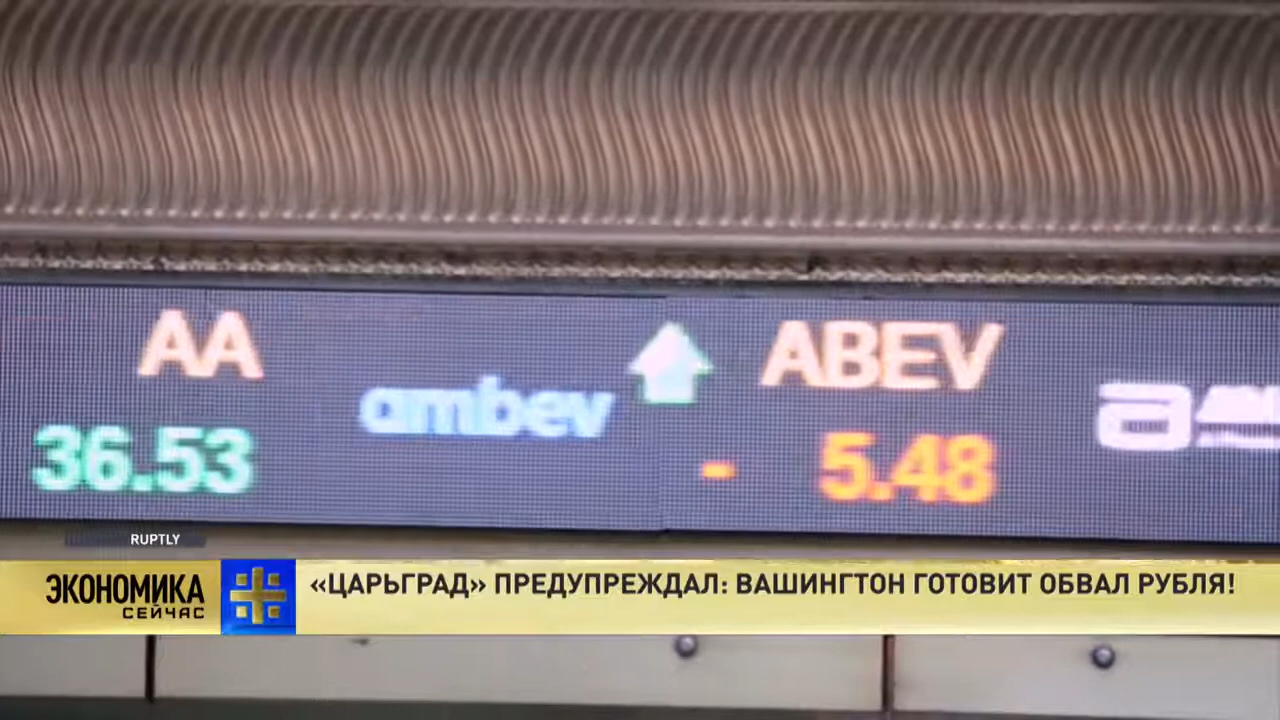 AA
ambev
ABEV
36.53
- 5.48
RUPTLY
ЭКОНОМИКА
СЕЙЧАС
«ЦАРЬГРАД» ПРЕДУПРЕЖДАЛ: ВАШИНГТОН ГОТОВИТ ОБВАЛ РУБЛЯ!